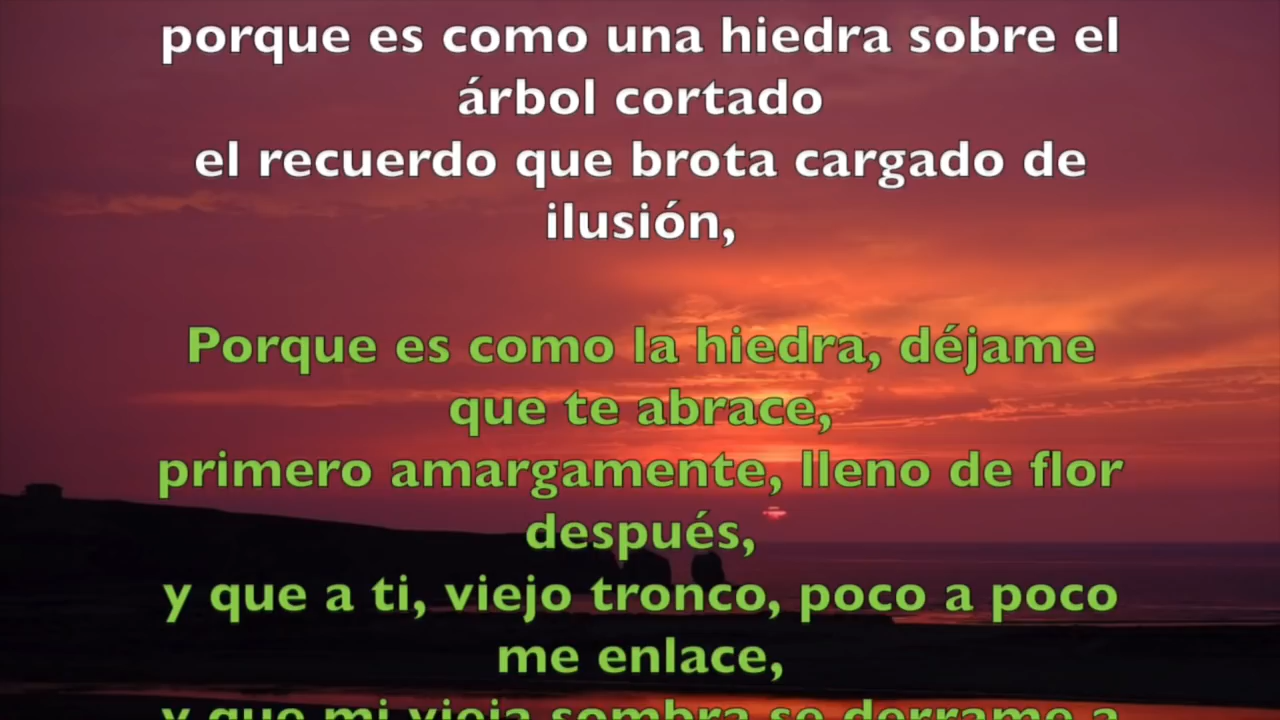 porque es como una hiedra sobre el
árbol cortado
el recuerdo que brota cargado de
ilusión,
Porque es como la hiedra, déjame
que te abrace,
primero amargamente, lleno de flor
después,
y que a ti, viejo tronco, poco a poco
me enlace,
y que mi vieja sombra se derrame a